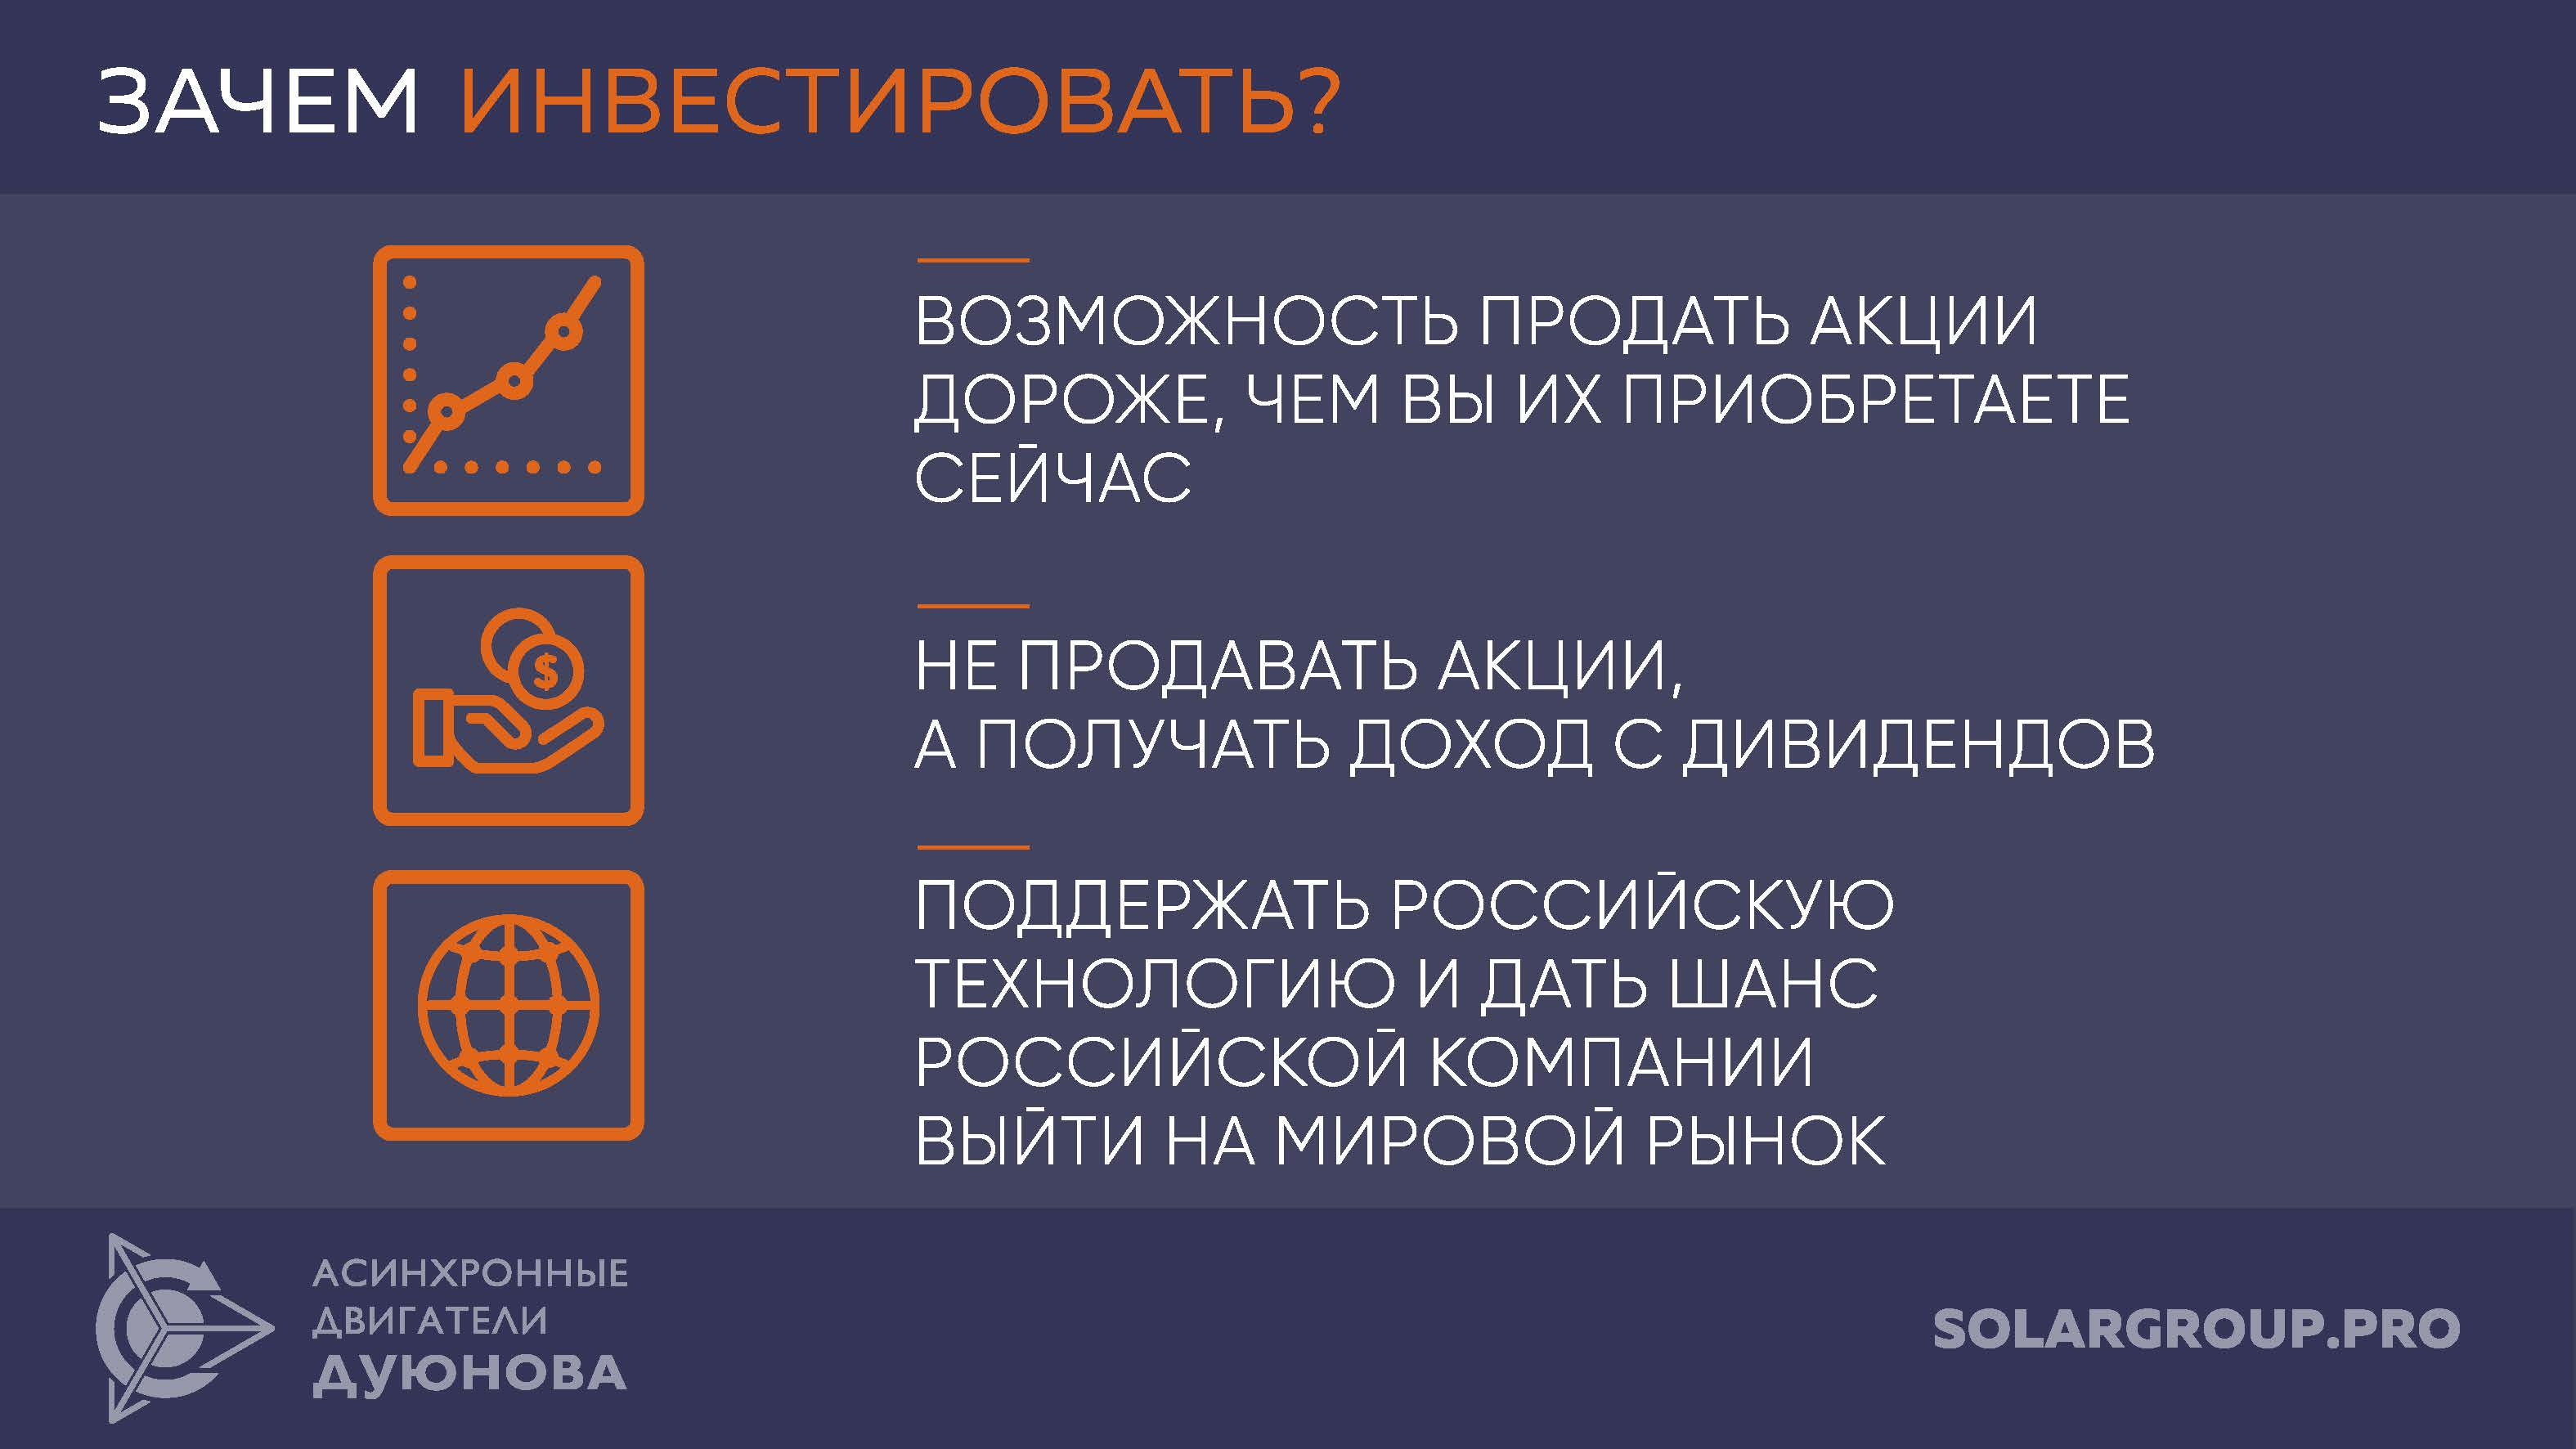 ЗАЧЕМ ИНВЕСТИРОВАТЬ?
ВОЗМОЖНОСТЬ ПРОДАТЬ АКЦИИ
ДОРОЖЕ, ЧЕМ ВЫ ИХ ПРИОБРЕТАЕТЕ
СЕЙЧАС
$
НЕ ПРОДАВАТЬ АКЦИИ,
А ПОЛУЧАТЬ ДОХОД С ДИВИДЕНДОВ
ПОДДЕРЖАТЬ РОССИЙСКУЮ
ТЕХНОЛОГИЮ И ДАТЬ ШАНС
РОССИЙСКОЙ КОМПАНИИ
ВЫЙТИ НА МИРОВОЙ РЫНОК
АСИНХРОННЫЕ
ДВИГАТЕЛИ
ДУЮНОВА
SOLARGROUP.PRO